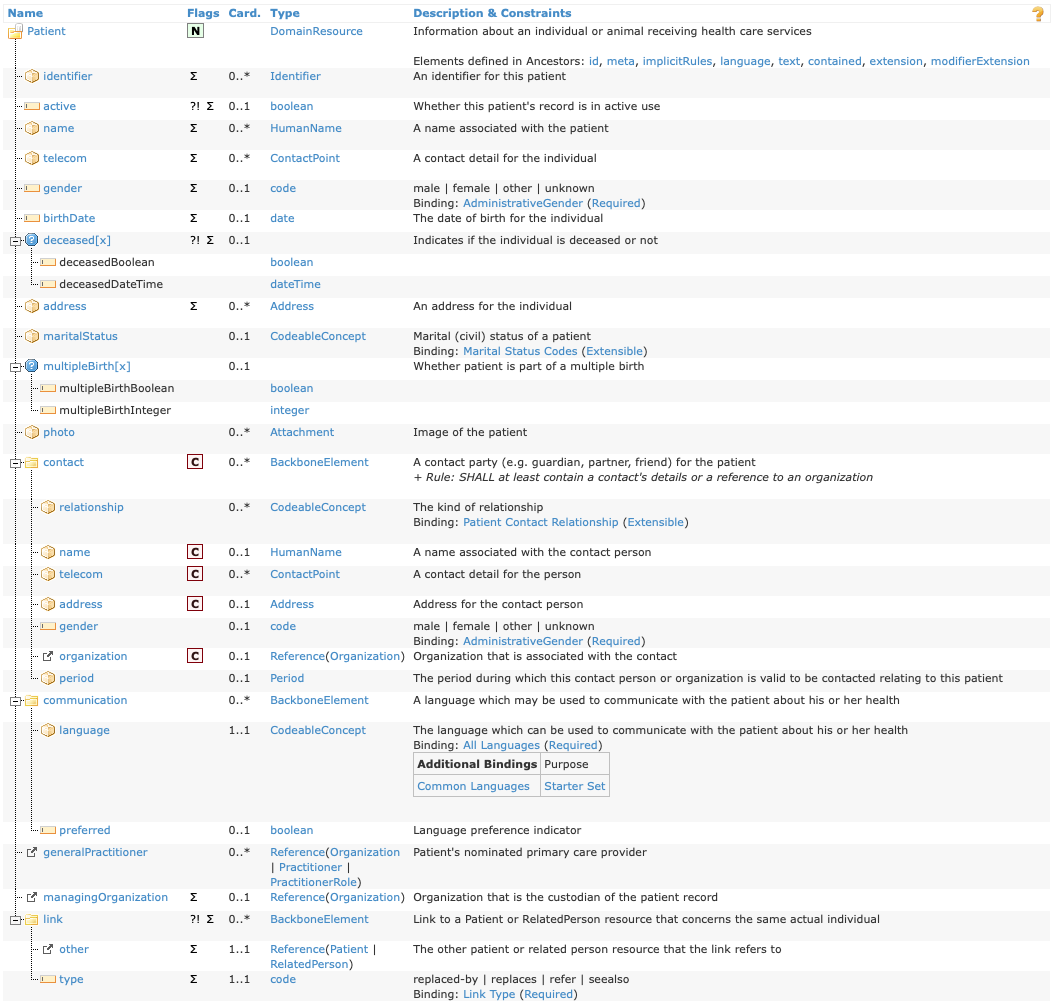 Name Flags Card. Type Description & Constraints ?
Patient N DomainResource Information about an individual or animal receiving health care services
Elements defined in Ancestors: id, meta, implicitRules, language, text, contained, extension, modifierExtension
identifier Σ 0..* Identifier An identifier for this patient
active ?! Σ 0..1 boolean Whether this patient's record is in active use
name Σ 0..* HumanName A name associated with the patient
telecom Σ 0..* ContactPoint A contact detail for the individual
gender Σ 0..1 code male | female | other | unknown
Binding: AdministrativeGender (Required)
birthDate Σ 0..1 date The date of birth for the individual
deceased[x] ?! Σ 0..1 Indicates if the individual is deceased or not
deceasedBoolean boolean
deceasedDateTime dateTime
address Σ 0..* Address An address for the individual
maritalStatus 0..1 CodeableConcept Marital (civil) status of a patient
Binding: Marital Status Codes (Extensible)
multipleBirth[x] 0..1 Whether patient is part of a multiple birth
multipleBirthBoolean boolean
multipleBirthInteger integer
photo 0..* Attachment Image of the patient
contact C 0..* BackboneElement A contact party (e.g. guardian, partner, friend) for the patient
+ Rule: SHALL at least contain a contact's details or a reference to an organization
relationship 0..* CodeableConcept The kind of relationship
Binding: Patient Contact Relationship (Extensible)
name C 0..1 HumanName A name associated with the contact person
telecom C 0..* ContactPoint A contact detail for the person
address C 0..1 Address Address for the contact person
gender 0..1 code male | female | other | unknown
Binding: AdministrativeGender (Required)
organization C 0..1 Reference(Organization) Organization that is associated with the contact
period 0..1 Period The period during which this contact person or organization is valid to be contacted relating to this patient
communication 0..* BackboneElement A language which may be used to communicate with the patient about his or her health
language 1..1 CodeableConcept The language which can be used to communicate with the patient about his or her health
Binding: All Languages (Required)
Additional Bindings Purpose
Common Languages Starter Set
preferred 0..1 boolean Language preference indicator
generalPractitioner 0..* Reference(Organization Patient's nominated primary care provider
| Practitioner |
PractitionerRole)
managingOrganization Σ 0..1 Reference(Organization) Organization that is the custodian of the patient record
link ?! Σ 0..* BackboneElement Link to a Patient or RelatedPerson resource that concerns the same actual individual
other Σ 1..1 Reference(Patient | The other patient or related person resource that the link refers to
RelatedPerson)
type Σ 1..1 code replaced-by | replaces | refer | seealso
Binding: Link Type (Required)